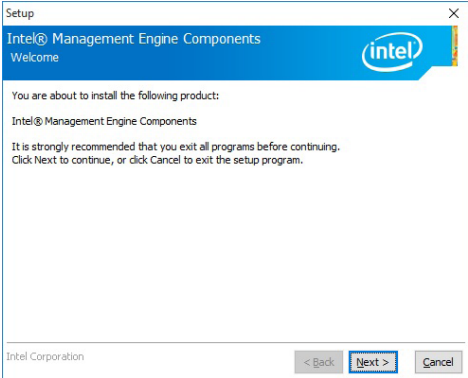 Setup
Intel® Management Engine Components
Welcome
intel
You are about to install the following product:
Intel® Management Engine Components
It is strongly recommended that you exit all programs before continuing.
Click Next to continue, or click Cancel to exit the setup program.
Intel Corporation
< Back Next > Cancel